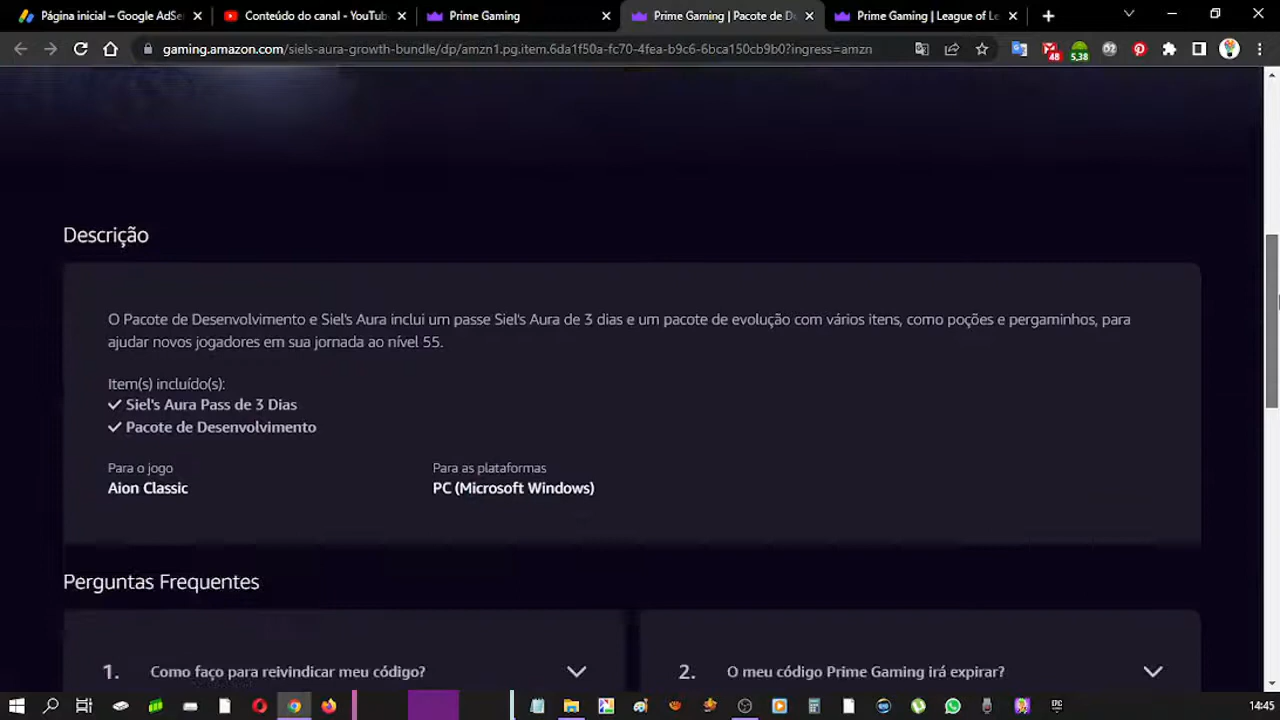 Página inicial – Google AdSe
Conteúdo do canal - YouTub
Prime Gaming
Prime Gaming | Pacote de De
Prime Gaming | League of Le
gaming.amazon.com/siels-aura-growth-bundle/dp/amzn1.pg.item.6da1f50a-fc70-4fea-b9c6-6bca150cb9b0?ingress=amzn
48
5,38
Descrição
O Pacote de Desenvolvimento e Siel's Aura inclui um passe Siel's Aura de 3 dias e um pacote de evolução com vários itens, como poções e pergaminhos, para
ajudar novos jogadores em sua jornada ao nível 55.
Item(s) incluído(s):
Siel's Aura Pass de 3 Dias
Pacote de Desenvolvimento
Para o jogo
Para as plataformas
Aion Classic
PC (Microsoft Windows)
Perguntas Frequentes
1. Como faço para reivindicar meu código?
2. O meu código Prime Gaming irá expirar?
14:45